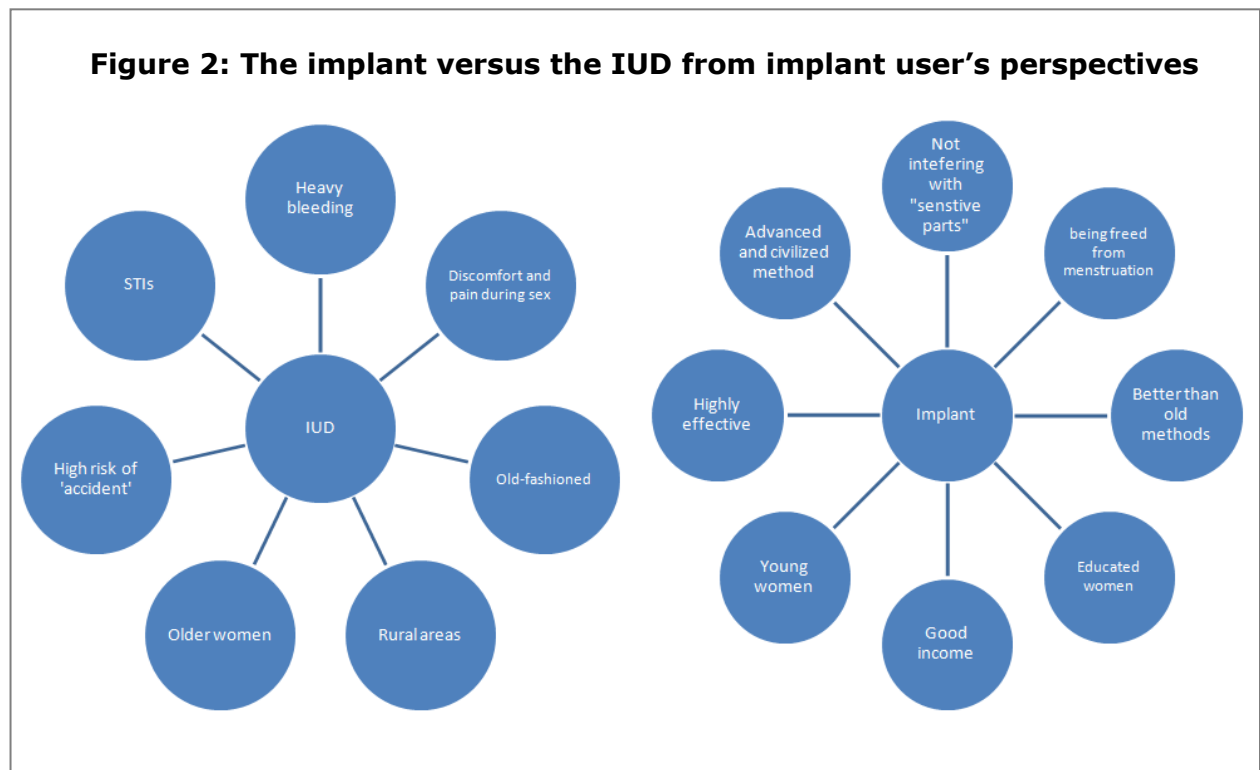 Figure 2: The implant versus the IUD from implant user’s perspectives
Heavy
bleeding
Discomfort and
pain during sex
Old-fashioned
Rural areas
Older women
High risk of
'accident'
STIs
IUD
Not
intefering
with
"senstive
parts"
being freed
from
menstruation
Better than
old
methods
Educated
women
Good
income
Young
women
Highly
effective
Advanced
and civilized
method
Implant